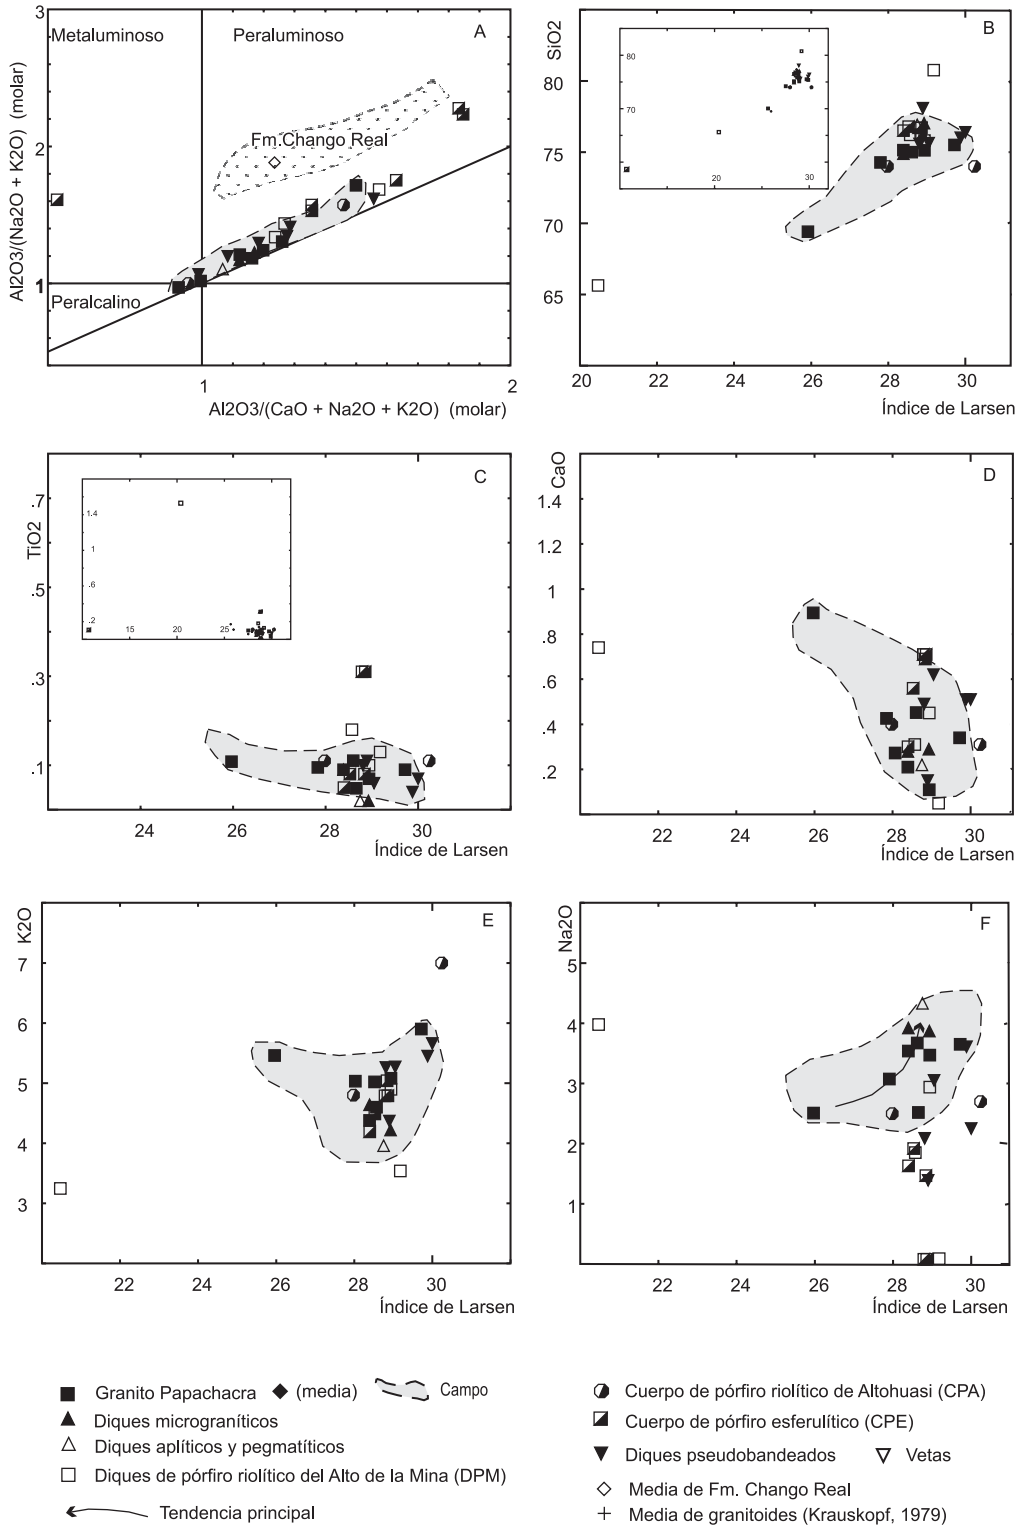 3
Metaluminoso
Peraluminoso
A
Al2O3/(Na2O + K2O) (molar)
2
Fm.Chango Real
1
Peralcalino
1
2
Al2O3/(CaO + Na2O + K2O) (molar)
SiO2
B
80
75
70
65
80
70
20
30
20
22
24
26
28
30
Índice de Larsen
C
TiO2
.7
.5
.3
.1
1.4
1
.6
.2
15
20
25
24
26
28
30
Índice de Larsen
CaO
D
1.4
1.2
1
.8
.6
.4
.2
22
24
26
28
30
Índice de Larsen
K2O
E
7
6
5
4
3
22
24
26
28
30
Índice de Larsen
Na2O
F
5
4
3
2
1
22
24
26
28
30
Índice de Larsen
Granito Papachacra
(media)
Campo
Diques micrograníticos
Diques aplíticos y pegmatíticos
Diques de pórfiro riolítico del Alto de la Mina (DPM)
Tendencia principal
Cuerpo de pórfiro riolítico de Altohuasi (CPA)
Cuerpo de pórfiro esferulítico (CPE)
Diques pseudobandeados
Vetas
Media de Fm. Chango Real
Media de granitoides (Krauskopf, 1979)